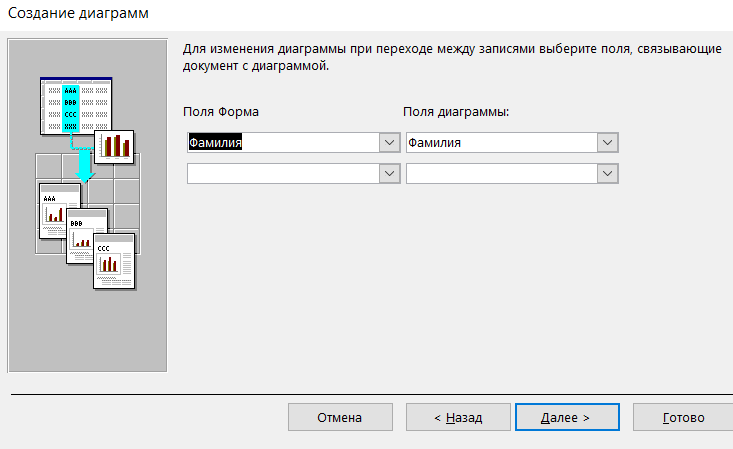 Создание диаграмм
Для изменения диаграммы при переходе между записями выберите поля, связывающие
документ с диаграммой.
Поля Форма Поля диаграммы:
Фамилия Фамилия
AAA
BBB
CCC
XXX
AAA
BBB
CCC
Отмена < Назад Далее > Готово